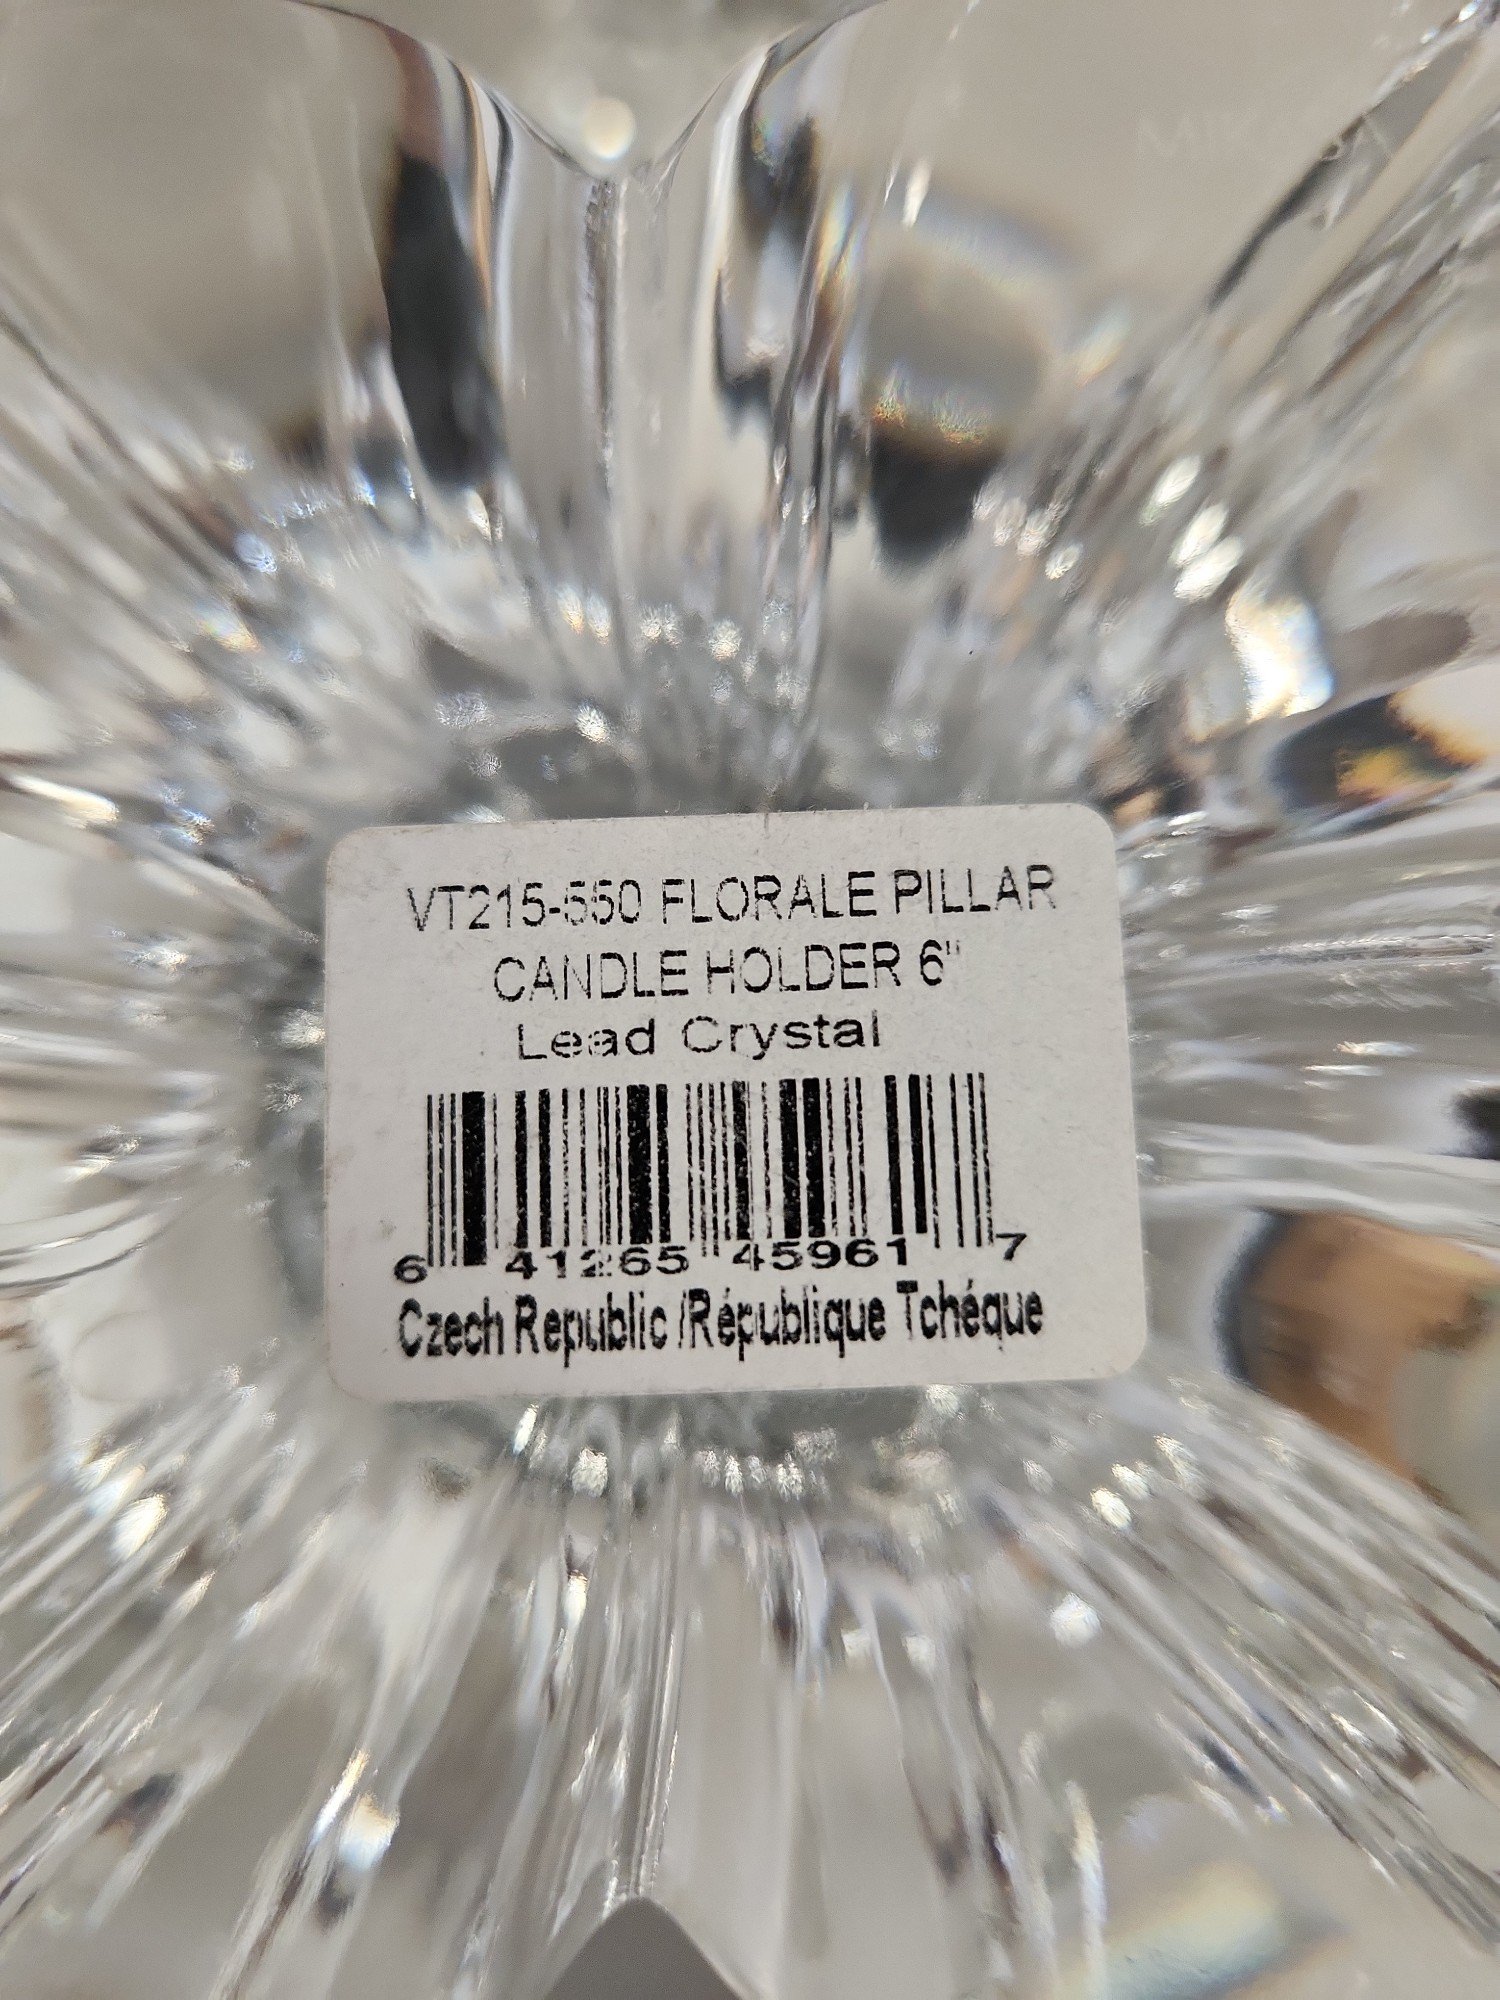 VT215-550 FLORALE PILLAR
CANDLE HOLDER 6"
Lead Crystal
6 41265 45961 7
Czech Republic /République Tchéque